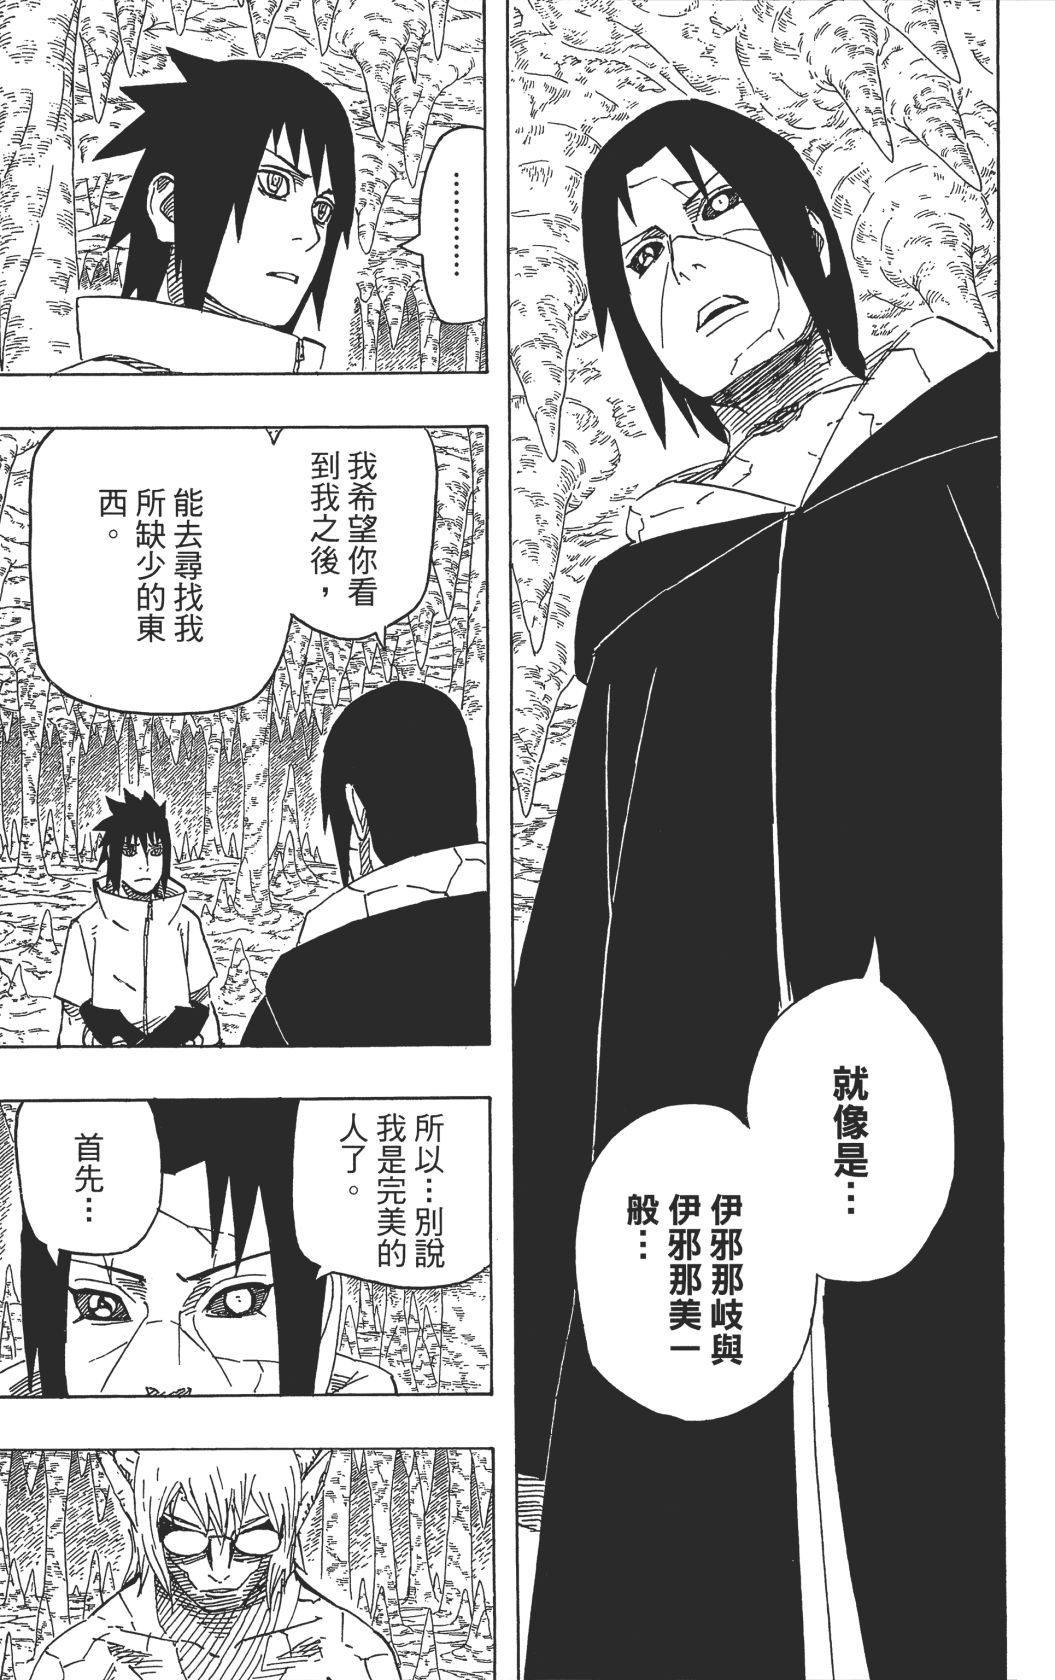 就像是…
伊邪那岐與
伊邪那美一
般…
………
我希望你看
到我之後，
能去尋找我
所缺少的東
西。
所以…別說
我是完美的
人了。
首先…